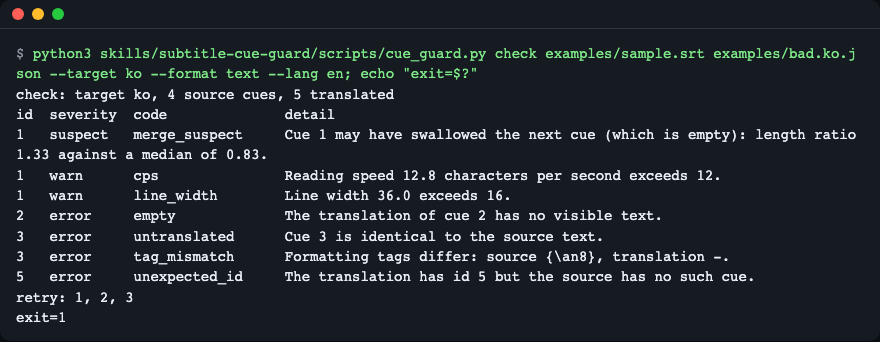 $ python3 skills/subtitle-cue-guard/scripts/cue_guard.py check examples/sample.srt examples/bad.ko.j
son --target ko --format text --lang en; echo "exit=$?"
check: target ko, 4 source cues, 5 translated
id  severity  code              detail
1   suspect   merge_suspect     Cue 1 may have swallowed the next cue (which is empty): length ratio
1.33 against a median of 0.83.
1   warn      cps               Reading speed 12.8 characters per second exceeds 12.
1   warn      line_width        Line width 36.0 exceeds 16.
2   error     empty             The translation of cue 2 has no visible text.
3   error     untranslated      Cue 3 is identical to the source text.
3   error     tag_mismatch      Formatting tags differ: source {\an8}, translation -.
5   error     unexpected_id     The translation has id 5 but the source has no such cue.
retry: 1, 2, 3
exit=1